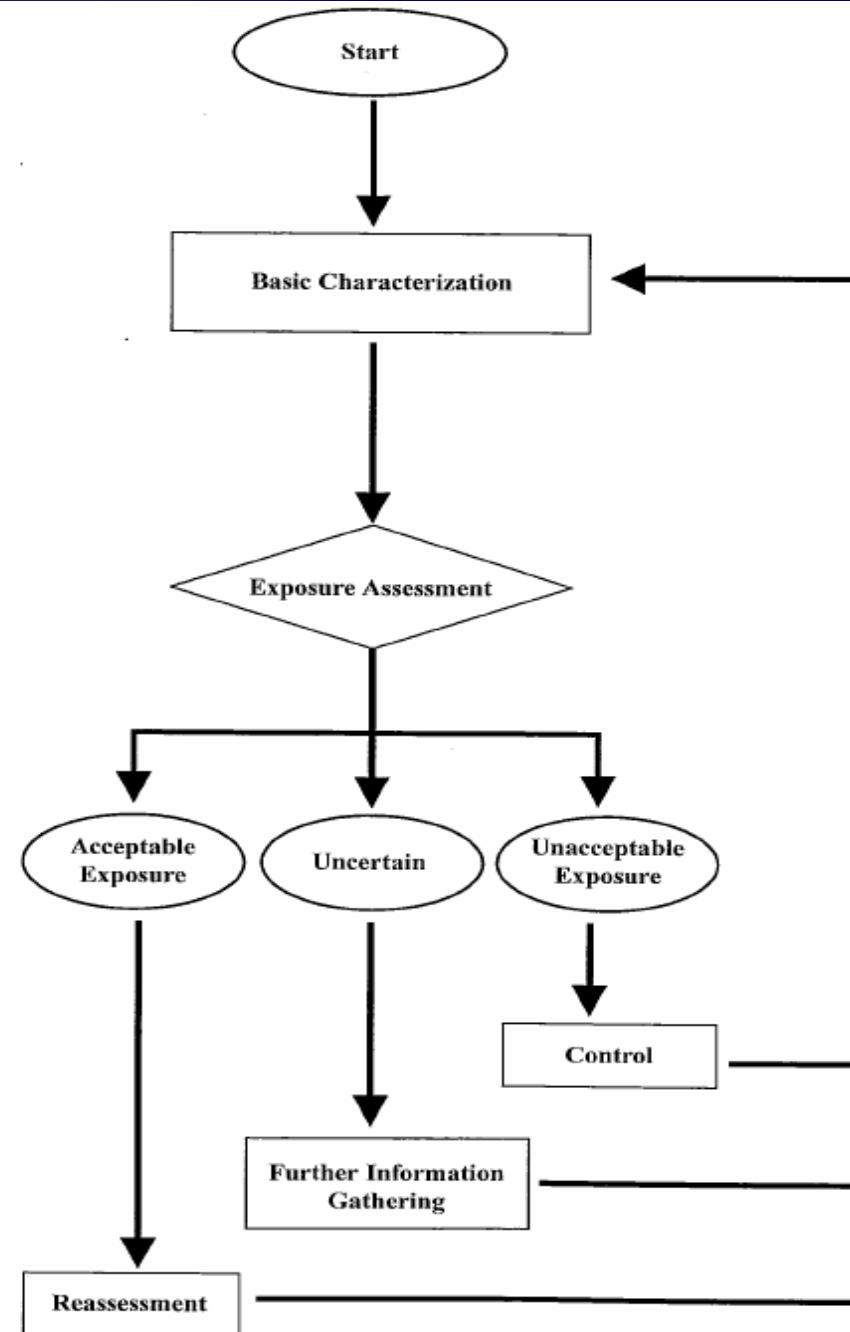 Start
Basic Characterization
Exposure Assessment
Acceptable
Exposure
Uncertain
Unacceptable
Exposure
Control
Further Information
Gathering
Reassessment